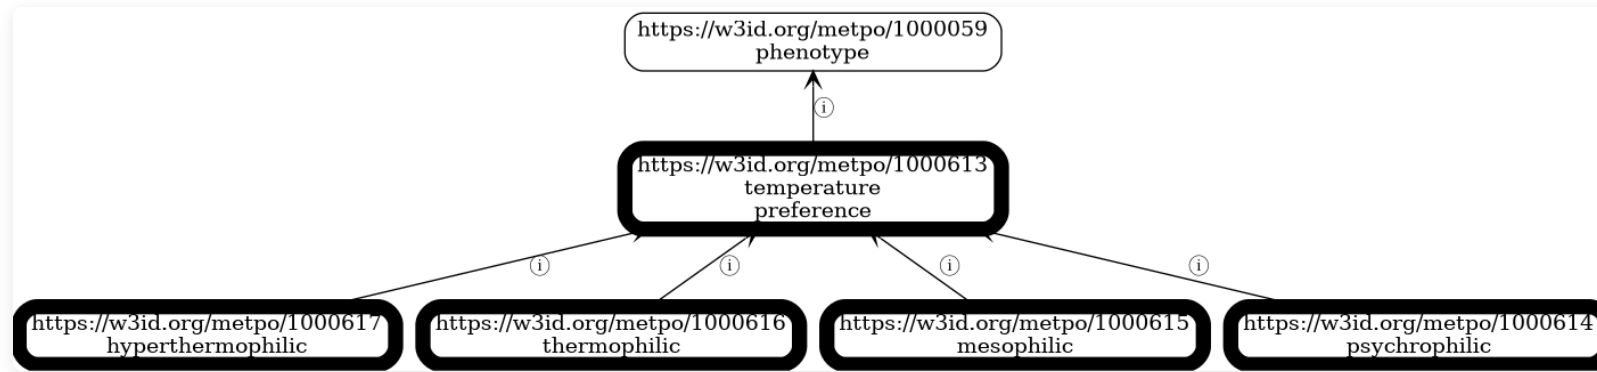 https://w3id.org/metpo/1000059
phenotype
ⓘ
https://w3id.org/metpo/1000613
temperature
preference
ⓘ ⓘ ⓘ ⓘ
https://w3id.org/metpo/1000617
hyperthermophilic
https://w3id.org/metpo/1000616
thermophilic
https://w3id.org/metpo/1000615
mesophilic
https://w3id.org/metpo/1000614
psychrophilic